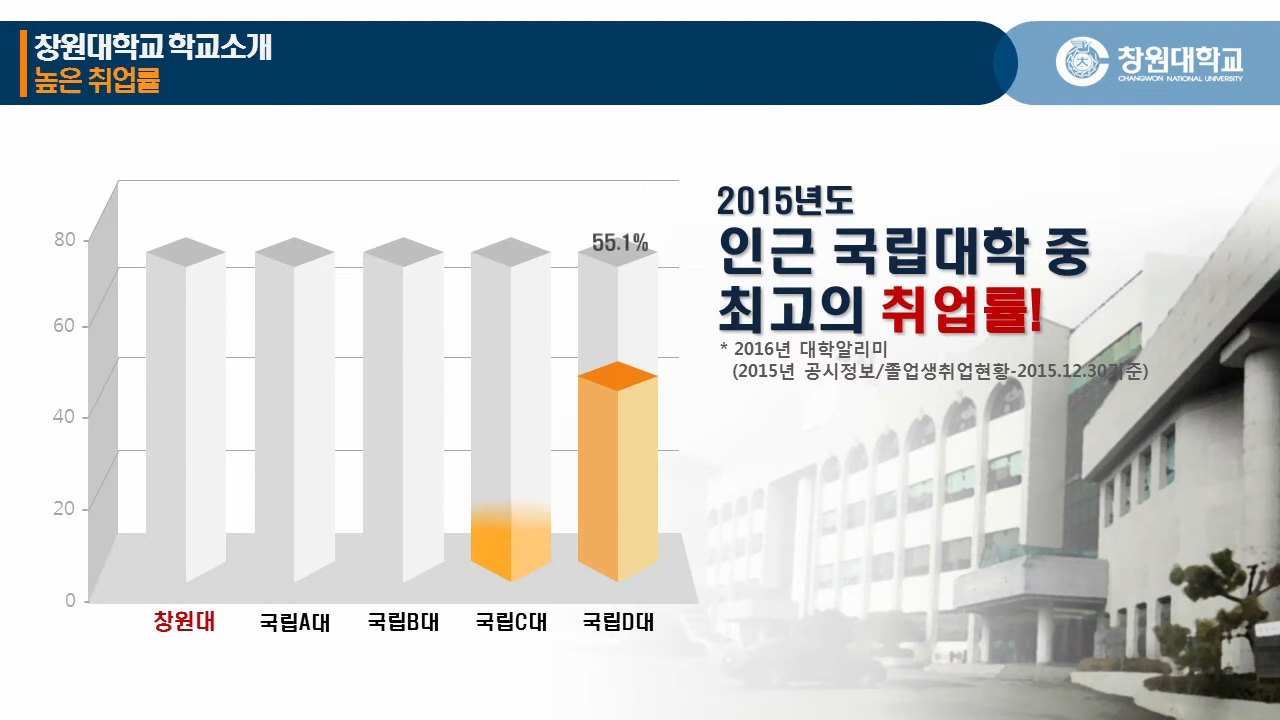 창원대학교 학교소개
높은 취업률
창원대학교
CHANGWON NATIONAL UNIVERSITY
2015년도
인근 국립대학 중
최고의 취업률!
* 2016년 대학알리미
(2015년 공시정보/졸업생취업현황-2015.12.30기준)
55.1%
80
60
40
20
0
창원대 국립A대 국립B대 국립C대 국립D대